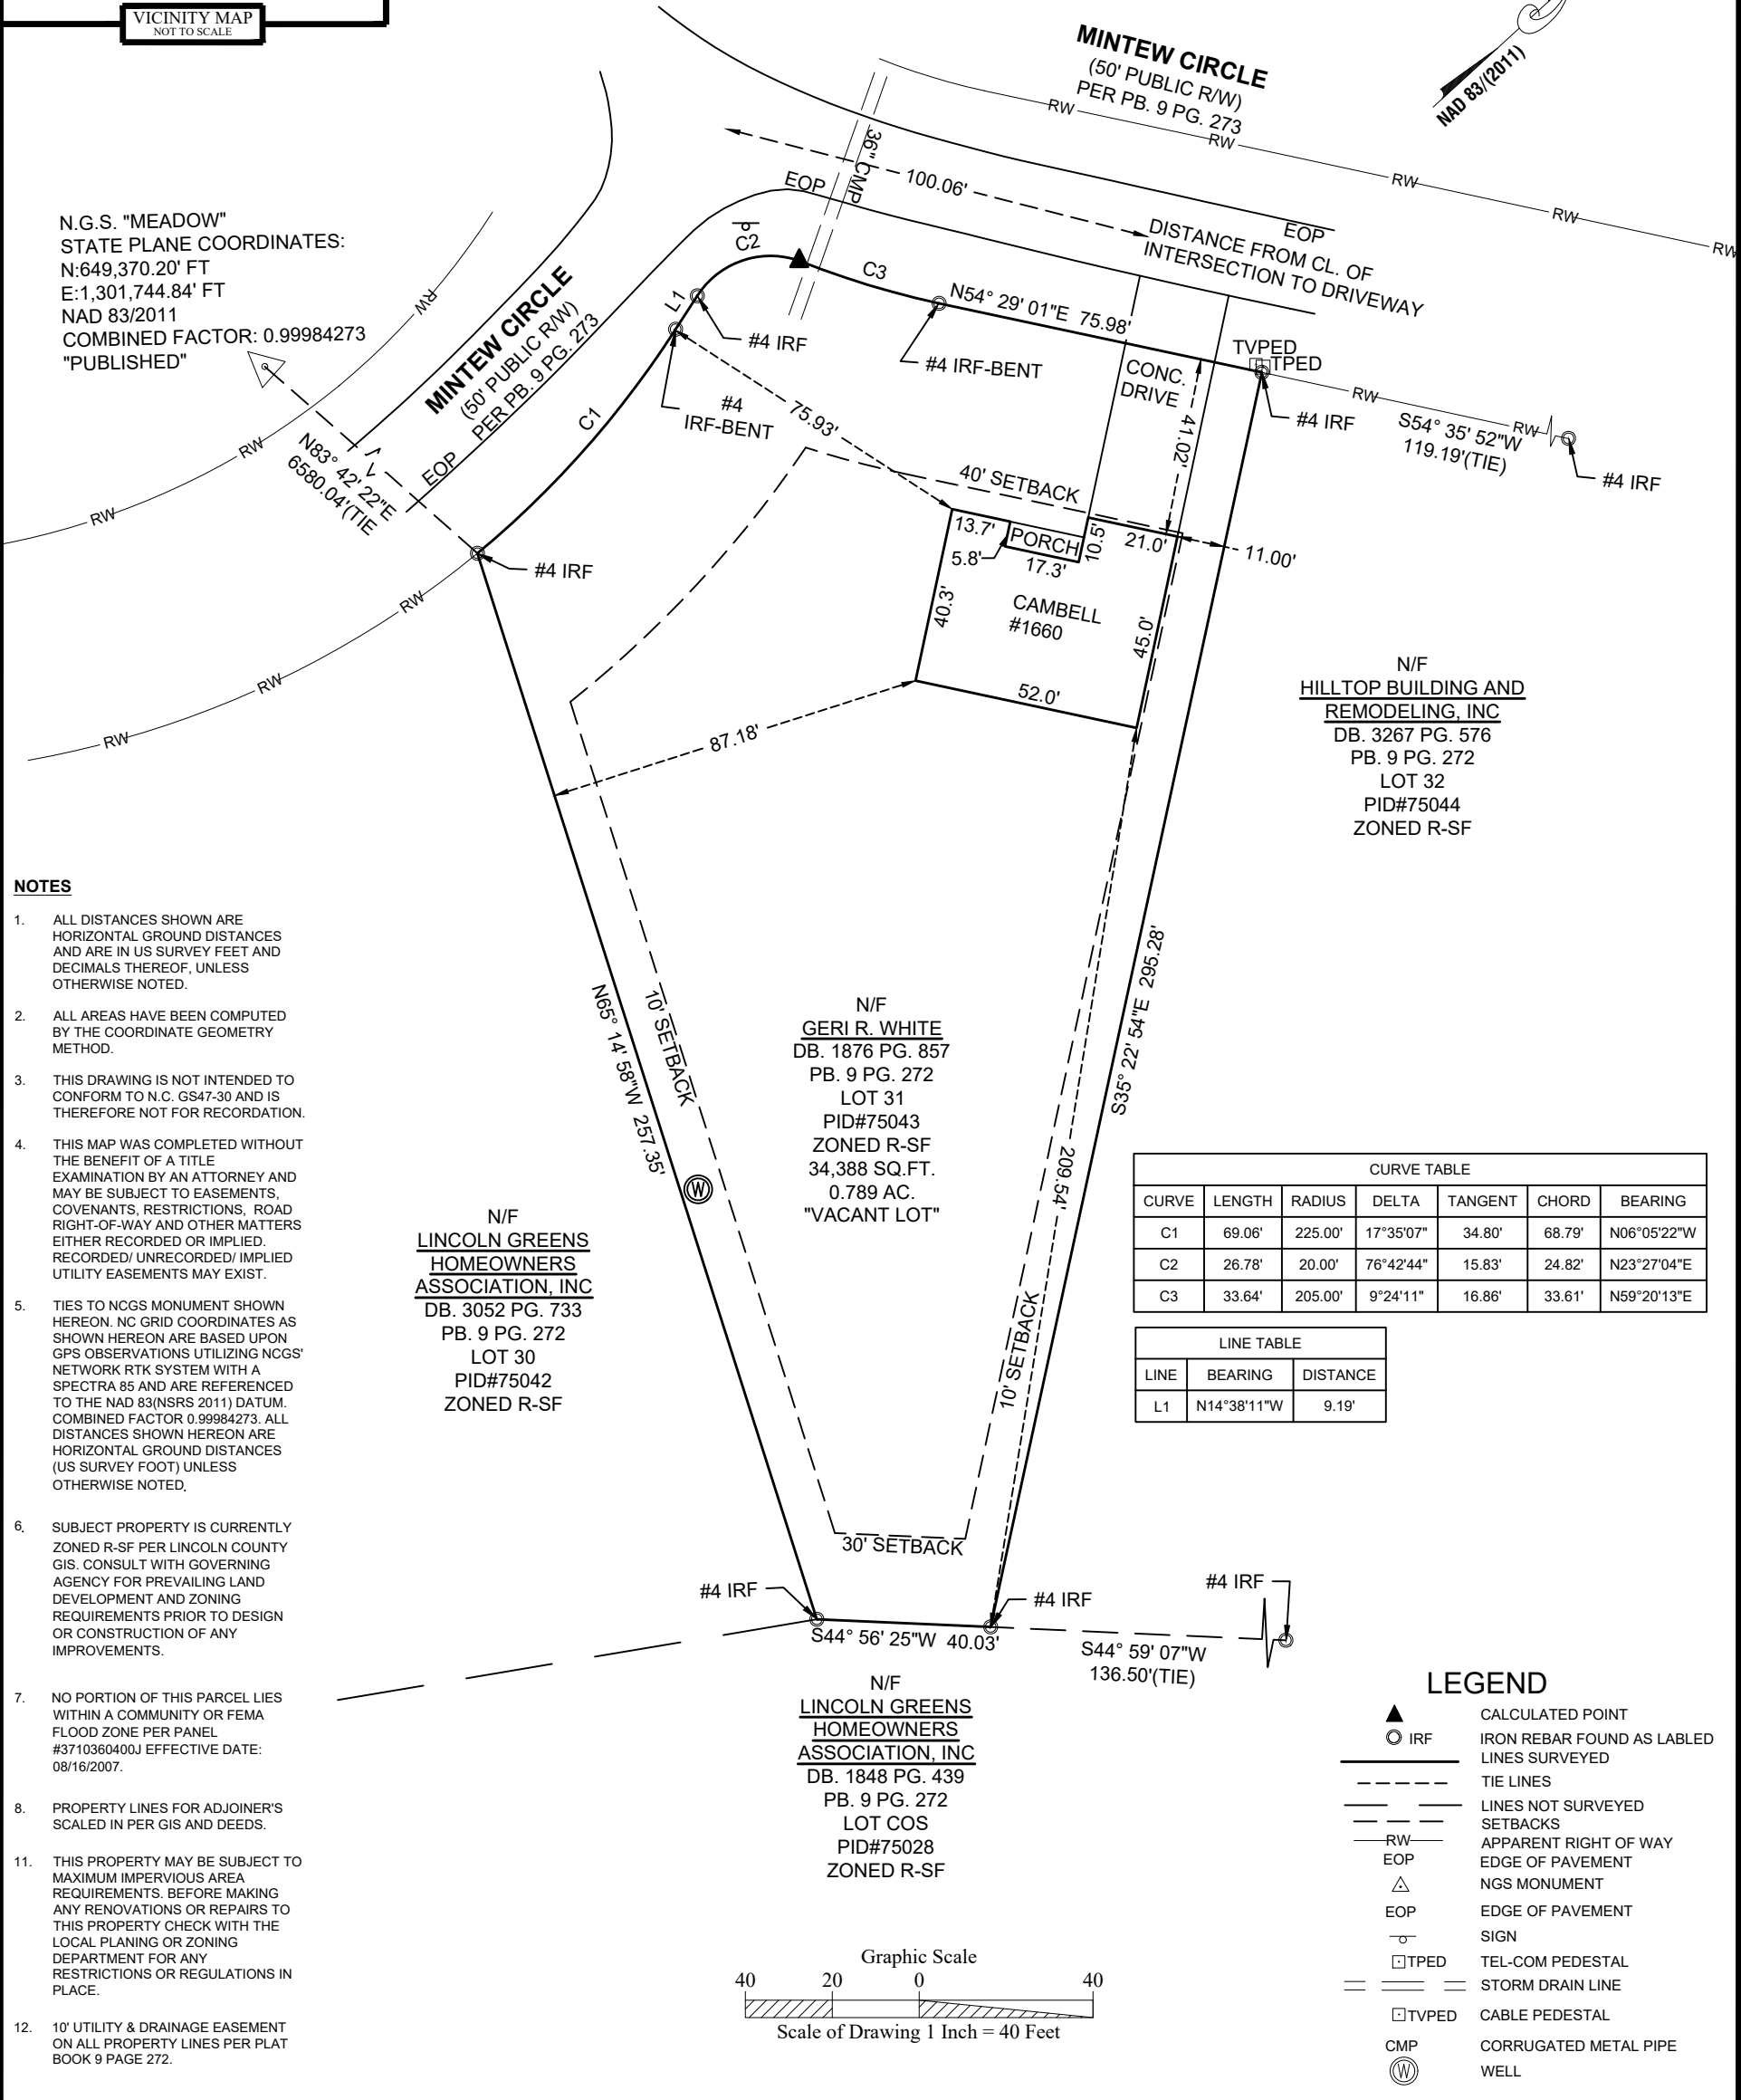 VICINITY MAP
NOT TO SCALE
MINTEW CIRCLE
(50' PUBLIC R/W)
PER PB. 9 PG. 273
RW
RW
RW
RW
RW
NAD 83/(2011)
N.G.S. "MEADOW"
STATE PLANE COORDINATES:
N:649,370.20' FT
E:1,301,744.84' FT
NAD 83/2011
COMBINED FACTOR: 0.99984273
"PUBLISHED"
36" CMP
100.06'
EOP
EOP
DISTANCE FROM CL. OF
INTERSECTION TO DRIVEWAY
C2
C3
L1
C1
N54° 29' 01"E 75.98'
MINTEW CIRCLE
(50' PUBLIC R/W)
PER PB. 9 PG. 273
EOP
RW
RW
RW
RW
RW
RW
N83° 42' 22"E
6580.04'(TIE
#4 IRF
#4 IRF-BENT
#4
IRF-BENT
75.93'
CONC.
DRIVE
41.02'
TVPED
TPED
#4 IRF
RW
RW
S54° 35' 52"W
119.19'(TIE)
#4 IRF
40' SETBACK
#4 IRF
13.7'
PORCH
5.8'
17.3'
10.5'
21.0'
11.00'
40.3'
CAMBELL
#1660
45.0'
52.0'
87.18'
N/F
HILLTOP BUILDING AND
REMODELING, INC
DB. 3267 PG. 576
PB. 9 PG. 272
LOT 32
PID#75044
ZONED R-SF
N65° 14' 58"W 257.35'
10' SETBACK
S35° 22' 54"E 295.28'
209.54'
10' SETBACK
N/F
GERI R. WHITE
DB. 1876 PG. 857
PB. 9 PG. 272
LOT 31
PID#75043
ZONED R-SF
34,388 SQ.FT.
0.789 AC.
"VACANT LOT"
W
N/F
LINCOLN GREENS
HOMEOWNERS
ASSOCIATION, INC
DB. 3052 PG. 733
PB. 9 PG. 272
LOT 30
PID#75042
ZONED R-SF
30' SETBACK
#4 IRF
#4 IRF
#4 IRF
S44° 56' 25"W 40.03'
S44° 59' 07"W
136.50'(TIE)
N/F
LINCOLN GREENS
HOMEOWNERS
ASSOCIATION, INC
DB. 1848 PG. 439
PB. 9 PG. 272
LOT COS
PID#75028
ZONED R-SF
NOTES
1. ALL DISTANCES SHOWN ARE
HORIZONTAL GROUND DISTANCES
AND ARE IN US SURVEY FEET AND
DECIMALS THEREOF, UNLESS
OTHERWISE NOTED.
2. ALL AREAS HAVE BEEN COMPUTED
BY THE COORDINATE GEOMETRY
METHOD.
3. THIS DRAWING IS NOT INTENDED TO
CONFORM TO N.C. GS47-30 AND IS
THEREFORE NOT FOR RECORDATION.
4. THIS MAP WAS COMPLETED WITHOUT
THE BENEFIT OF A TITLE
EXAMINATION BY AN ATTORNEY AND
MAY BE SUBJECT TO EASEMENTS,
COVENANTS, RESTRICTIONS, ROAD
RIGHT-OF-WAY AND OTHER MATTERS
EITHER RECORDED OR IMPLIED.
RECORDED/ UNRECORDED/ IMPLIED
UTILITY EASEMENTS MAY EXIST.
5. TIES TO NCGS MONUMENT SHOWN
HEREON. NC GRID COORDINATES AS
SHOWN HEREON ARE BASED UPON
GPS OBSERVATIONS UTILIZING NCGS'
NETWORK RTK SYSTEM WITH A
SPECTRA 85 AND ARE REFERENCED
TO THE NAD 83(NSRS 2011) DATUM.
COMBINED FACTOR 0.99984273. ALL
DISTANCES SHOWN HEREON ARE
HORIZONTAL GROUND DISTANCES
(US SURVEY FOOT) UNLESS
OTHERWISE NOTED.
6. SUBJECT PROPERTY IS CURRENTLY
ZONED R-SF PER LINCOLN COUNTY
GIS. CONSULT WITH GOVERNING
AGENCY FOR PREVAILING LAND
DEVELOPMENT AND ZONING
REQUIREMENTS PRIOR TO DESIGN
OR CONSTRUCTION OF ANY
IMPROVEMENTS.
7. NO PORTION OF THIS PARCEL LIES
WITHIN A COMMUNITY OR FEMA
FLOOD ZONE PER PANEL
#3710360400J EFFECTIVE DATE:
08/16/2007.
8. PROPERTY LINES FOR ADJOINER'S
SCALED IN PER GIS AND DEEDS.
11. THIS PROPERTY MAY BE SUBJECT TO
MAXIMUM IMPERVIOUS AREA
REQUIREMENTS. BEFORE MAKING
ANY RENOVATIONS OR REPAIRS TO
THIS PROPERTY CHECK WITH THE
LOCAL PLANING OR ZONING
DEPARTMENT FOR ANY
RESTRICTIONS OR REGULATIONS IN
PLACE.
12. 10' UTILITY & DRAINAGE EASEMENT
ON ALL PROPERTY LINES PER PLAT
BOOK 9 PAGE 272.
CURVE TABLE
CURVE LENGTH RADIUS DELTA TANGENT CHORD BEARING
C1 69.06' 225.00' 17°35'07" 34.80' 68.79' N06°05'22"W
C2 26.78' 20.00' 76°42'44" 15.83' 24.82' N23°27'04"E
C3 33.64' 205.00' 9°24'11" 16.86' 33.61' N59°20'13"E
LINE TABLE
LINE BEARING DISTANCE
L1 N14°38'11"W 9.19'
Graphic Scale
40 20 0 40
Scale of Drawing 1 Inch = 40 Feet
LEGEND
CALCULATED POINT
IRF IRON REBAR FOUND AS LABLED
LINES SURVEYED
TIE LINES
LINES NOT SURVEYED
SETBACKS
RW APPARENT RIGHT OF WAY
EOP EDGE OF PAVEMENT
NGS MONUMENT
EOP EDGE OF PAVEMENT
SIGN
TPED TEL-COM PEDESTAL
STORM DRAIN LINE
TVPED CABLE PEDESTAL
CMP CORRUGATED METAL PIPE
W WELL